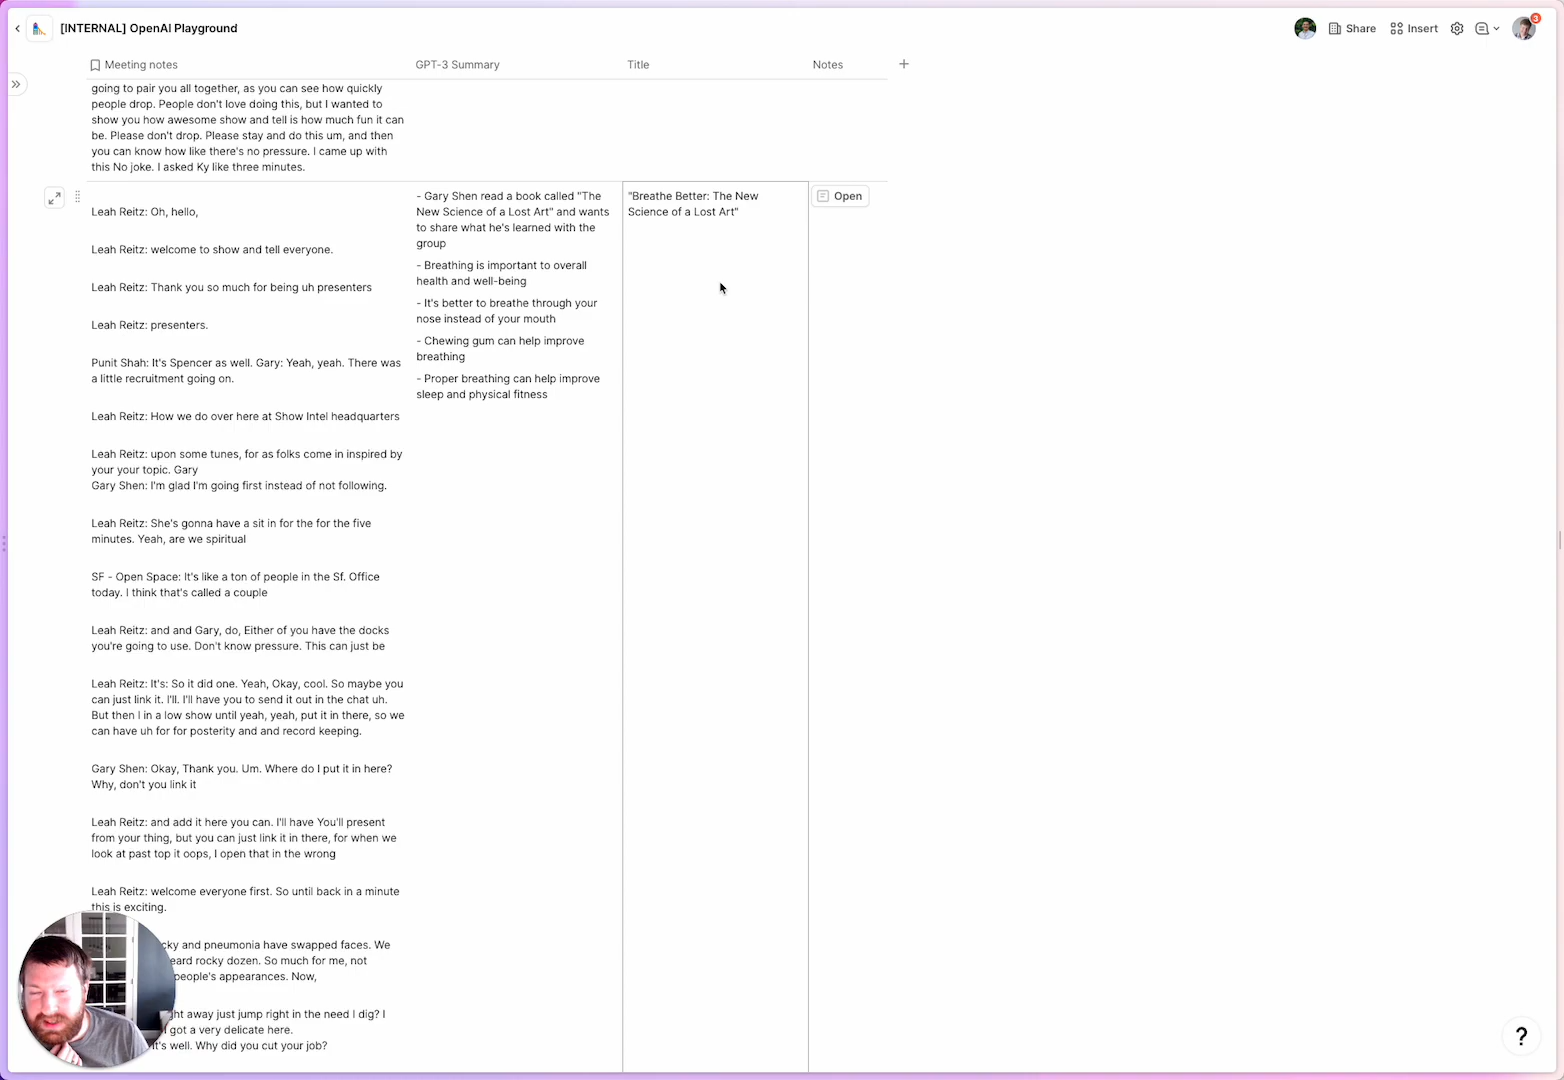 [INTERNAL] OpenAI Playground
Share
Insert
3
Meeting notes
GPT-3 Summary
Title
Notes
going to pair you all together, as you can see how quickly
people drop. People don't love doing this, but I wanted to
show you how awesome show and tell is how much fun it can
be. Please don't drop. Please stay and do this um, and then
you can know how like there's no pressure. I came up with
this No joke. I asked Ky like three minutes.
Leah Reitz: Oh, hello,
Leah Reitz: welcome to show and tell everyone.
Leah Reitz: Thank you so much for being uh presenters
Leah Reitz: presenters.
Punit Shah: It's Spencer as well. Gary: Yeah, yeah. There was
a little recruitment going on.
Leah Reitz: How we do over here at Show Intel headquarters
Leah Reitz: upon some tunes, for as folks come in inspired by
your your topic. Gary
Gary Shen: I'm glad I'm going first instead of not following.
Leah Reitz: She's gonna have a sit in for the for the five
minutes. Yeah, are we spiritual
SF - Open Space: It's like a ton of people in the Sf. Office
today. I think that's called a couple
Leah Reitz: and and Gary, do, Either of you have the docks
you're going to use. Don't know pressure. This can just be
Leah Reitz: It's: So it did one. Yeah, Okay, cool. So maybe you
can just link it. I'll. I'll have you to send it out in the chat uh.
But then I in a low show until yeah, yeah, put it in there, so we
can have uh for for posterity and and record keeping.
Gary Shen: Okay, Thank you. Um. Where do I put it in here?
Why, don't you link it
Leah Reitz: and add it here you can. I'll have You'll present
from your thing, but you can just link it in there, for when we
look at past top it oops, I open that in the wrong
Leah Reitz: welcome everyone first. So until back in a minute
this is exciting.
cky and pneumonia have swapped faces. We
eard rocky dozen. So much for me, not
people's appearances. Now,
ght away just jump right in the need I dig? I
I got a very delicate here.
It's well. Why did you cut your job?
- Gary Shen read a book called "The
New Science of a Lost Art" and wants
to share what he's learned with the
group
- Breathing is important to overall
health and well-being
- It's better to breathe through your
nose instead of your mouth
- Chewing gum can help improve
breathing
- Proper breathing can help improve
sleep and physical fitness
"Breathe Better: The New
Science of a Lost Art"
Open
?